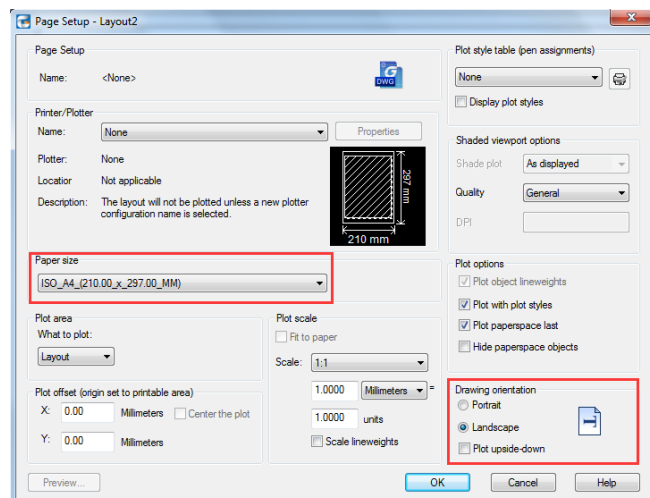 Page Setup - Layout2
Page Setup
Name: <None>
DWG
Printer/Plotter
Name: None Properties
Plotter: None
Locatior Not applicable
Description: The layout will not be plotted unless a new plotter
configuration name is selected.
297 mm
210 mm
Paper size
ISO_A4_(210.00_x_297.00_MM)
Plot area
What to plot:
Layout
Plot scale
Fit to paper
Scale: 1:1
1.0000 Millimeters =
1.0000 units
Scale lineweights
Plot offset (origin set to printable area)
X: 0.00 Millimeters Center the plot
Y: 0.00 Millimeters
Plot style table (pen assignments)
None
Display plot styles
Shaded viewport options
Shade plot As displayed
Quality General
DPI
Plot options
Plot object lineweights
Plot with plot styles
Plot paperspace last
Hide paperspace objects
Drawing orientation
Portrait
Landscape
Plot upside-down
Preview... OK Cancel Help